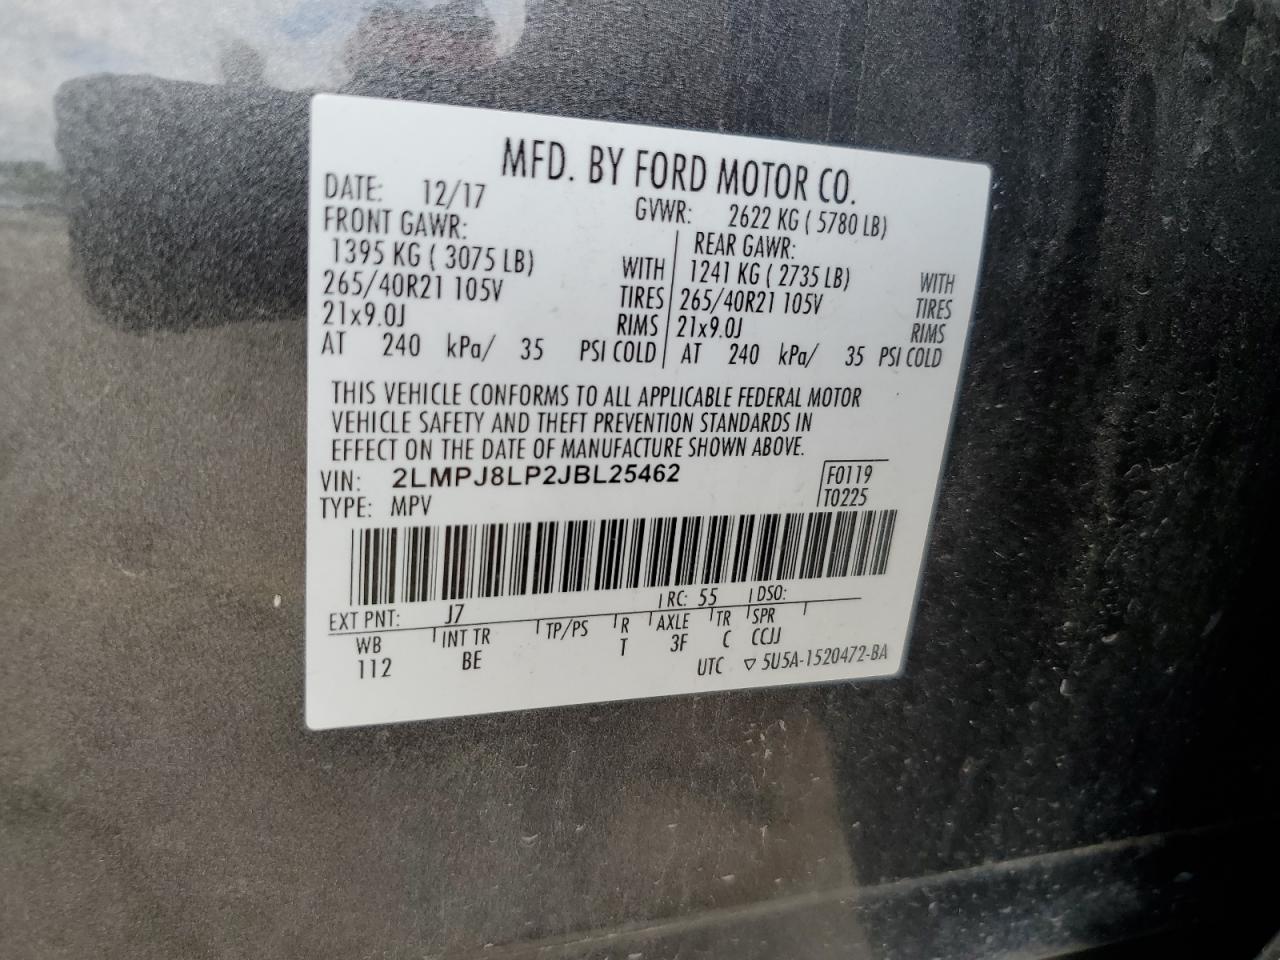 MFD. BY FORD MOTOR CO.
DATE: 12/17 GVWR: 2622 KG ( 5780 LB)
FRONT GAWR: REAR GAWR:
1395 KG ( 3075 LB) WITH 1241 KG ( 2735 LB) WITH
265/40R21 105V TIRES 265/40R21 105V TIRES
21x9.0J RIMS 21x9.0J RIMS
AT 240 kPa/ 35 PSI COLD AT 240 kPa/ 35 PSI COLD
THIS VEHICLE CONFORMS TO ALL APPLICABLE FEDERAL MOTOR
VEHICLE SAFETY AND THEFT PREVENTION STANDARDS IN
EFFECT ON THE DATE OF MANUFACTURE SHOWN ABOVE.
VIN: 2LMPJ8LP2JBL25462 F0119
TYPE: MPV T0225
EXT PNT: J7 RC: 55 DSO:
WB INT TR TP/PS R AXLE TR SPR
112 BE T 3F C CCJJ
UTC ▽ 5U5A-1520472-BA